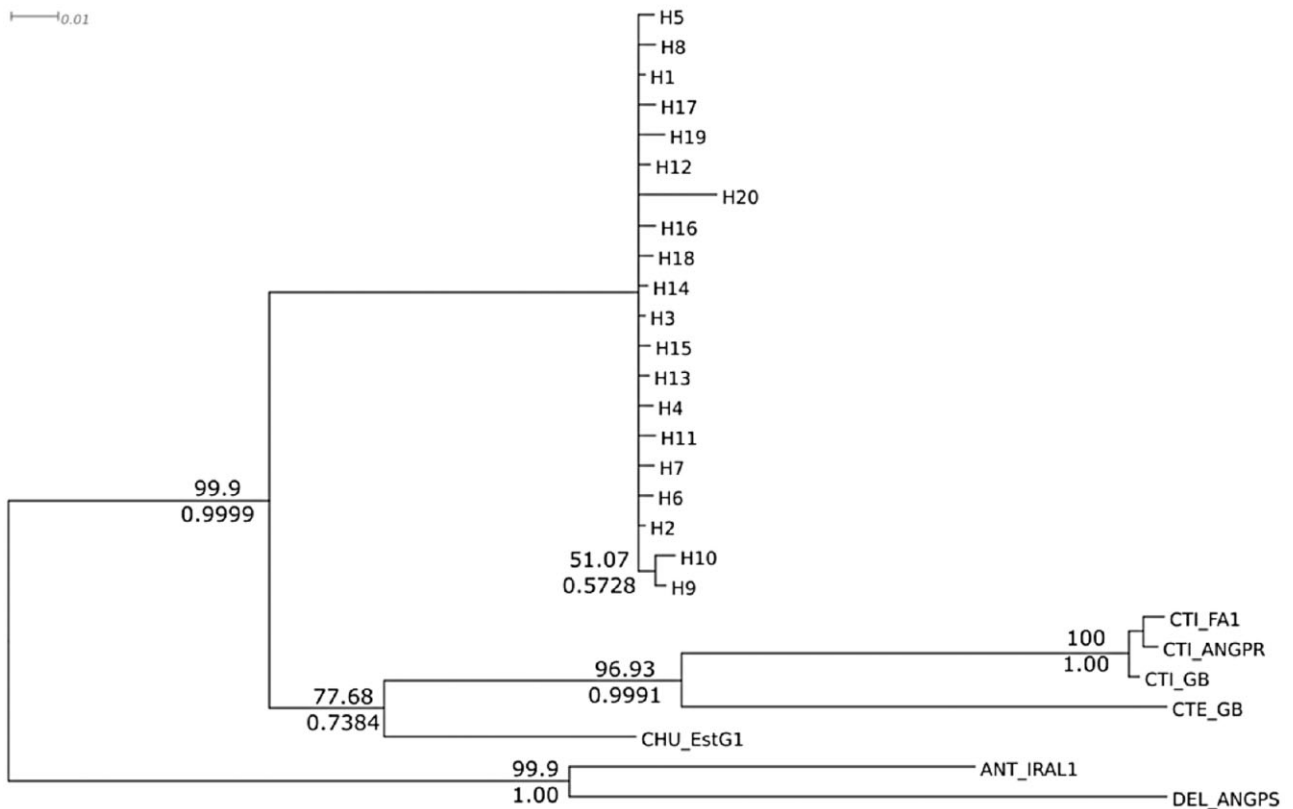 0.01
H5
H8
H1
H17
H19
H12
H20
H16
H18
H14
H3
H15
H13
H4
H11
H7
H6
H2
H10
H9
51.07
0.5728
99.9
0.9999
CTI_FA1
CTI_ANGPR
CTI_GB
100
1.00
CTE_GB
96.93
0.9991
CHU_EstG1
77.68
0.7384
ANT_IRAL1
DEL_ANGPS
99.9
1.00